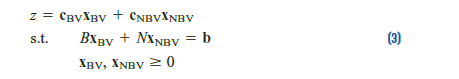 z = c_BV x_BV + c_NBV x_NBV
s.t. Bx_BV + Nx_NBV = b (3)
x_BV, x_NBV ≥ 0